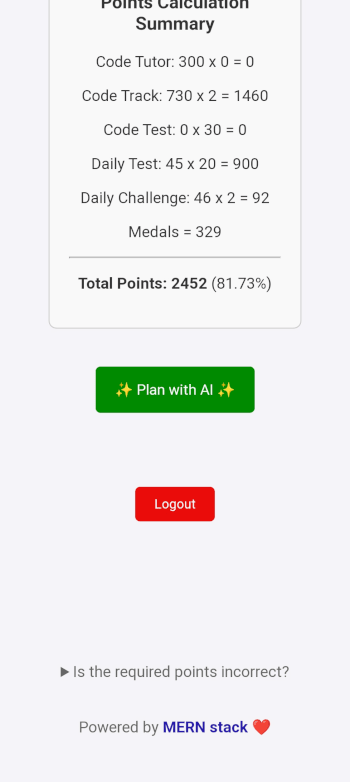 Points Calculation
Summary
Code Tutor: 300 x 0 = 0
Code Track: 730 x 2 = 1460
Code Test: 0 x 30 = 0
Daily Test: 45 x 20 = 900
Daily Challenge: 46 x 2 = 92
Medals = 329
Total Points: 2452 (81.73%)
✨ Plan with AI ✨
Logout
▶ Is the required points incorrect?
Powered by MERN stack ❤️